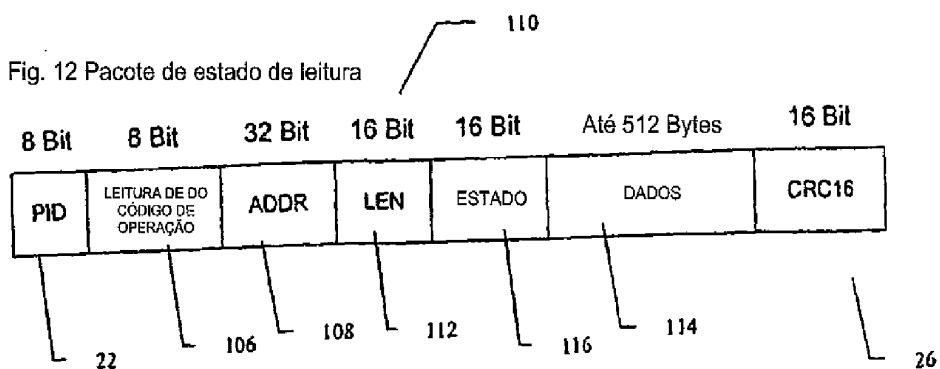 110
Fig. 12 Pacote de estado de leitura
8 Bit 8 Bit 32 Bit 16 Bit 16 Bit Até 512 Bytes 16 Bit
PID
LEITURA DE DO
CÓDIGO DE
OPERAÇÃO
ADDR
LEN
ESTADO
DADOS
CRC16
22 106 108 112 116 114 26